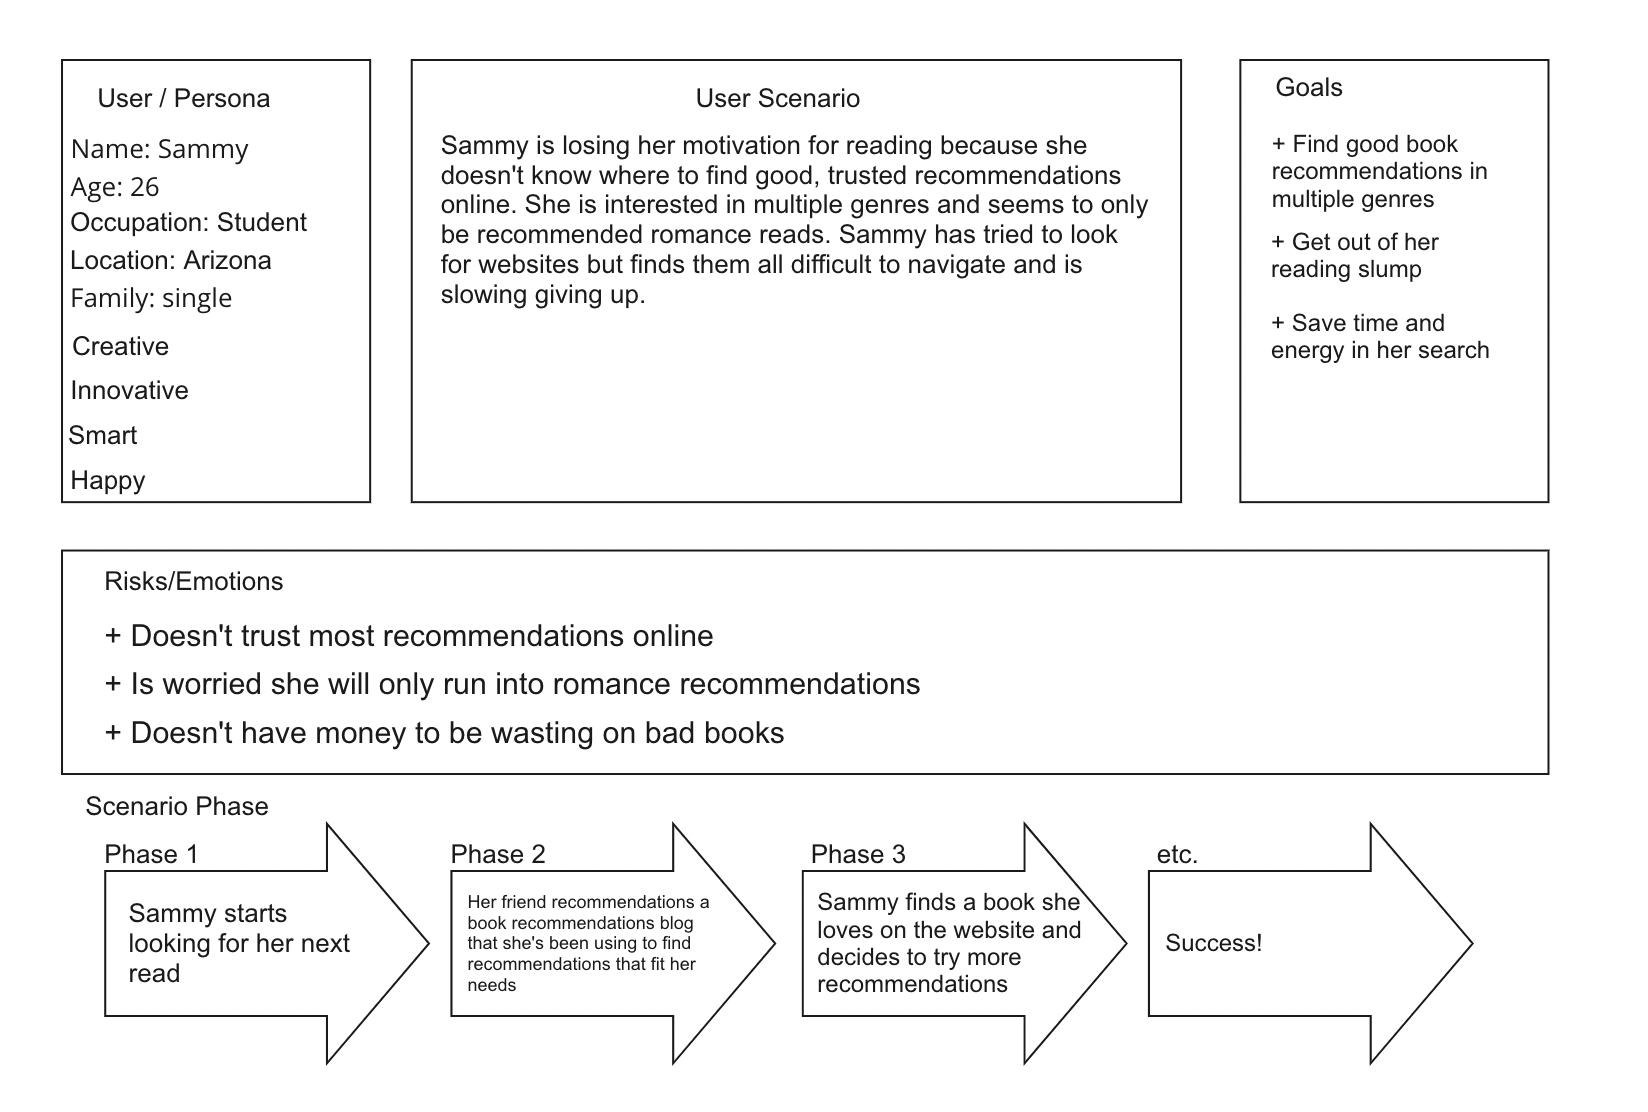 User / Persona
Name: Sammy
Age: 26
Occupation: Student
Location: Arizona
Family: single
Creative
Innovative
Smart
Happy
User Scenario
Sammy is losing her motivation for reading because she
doesn't know where to find good, trusted recommendations
online. She is interested in multiple genres and seems to only
be recommended romance reads. Sammy has tried to look
for websites but finds them all difficult to navigate and is
slowing giving up.
Goals
+ Find good book
recommendations in
multiple genres
+ Get out of her
reading slump
+ Save time and
energy in her search
Risks/Emotions
+ Doesn't trust most recommendations online
+ Is worried she will only run into romance recommendations
+ Doesn't have money to be wasting on bad books
Scenario Phase
Phase 1
Sammy starts
looking for her next
read
Phase 2
Her friend recommendations a
book recommendations blog
that she's been using to find
recommendations that fit her
needs
Phase 3
Sammy finds a book she
loves on the website and
decides to try more
recommendations
etc.
Success!